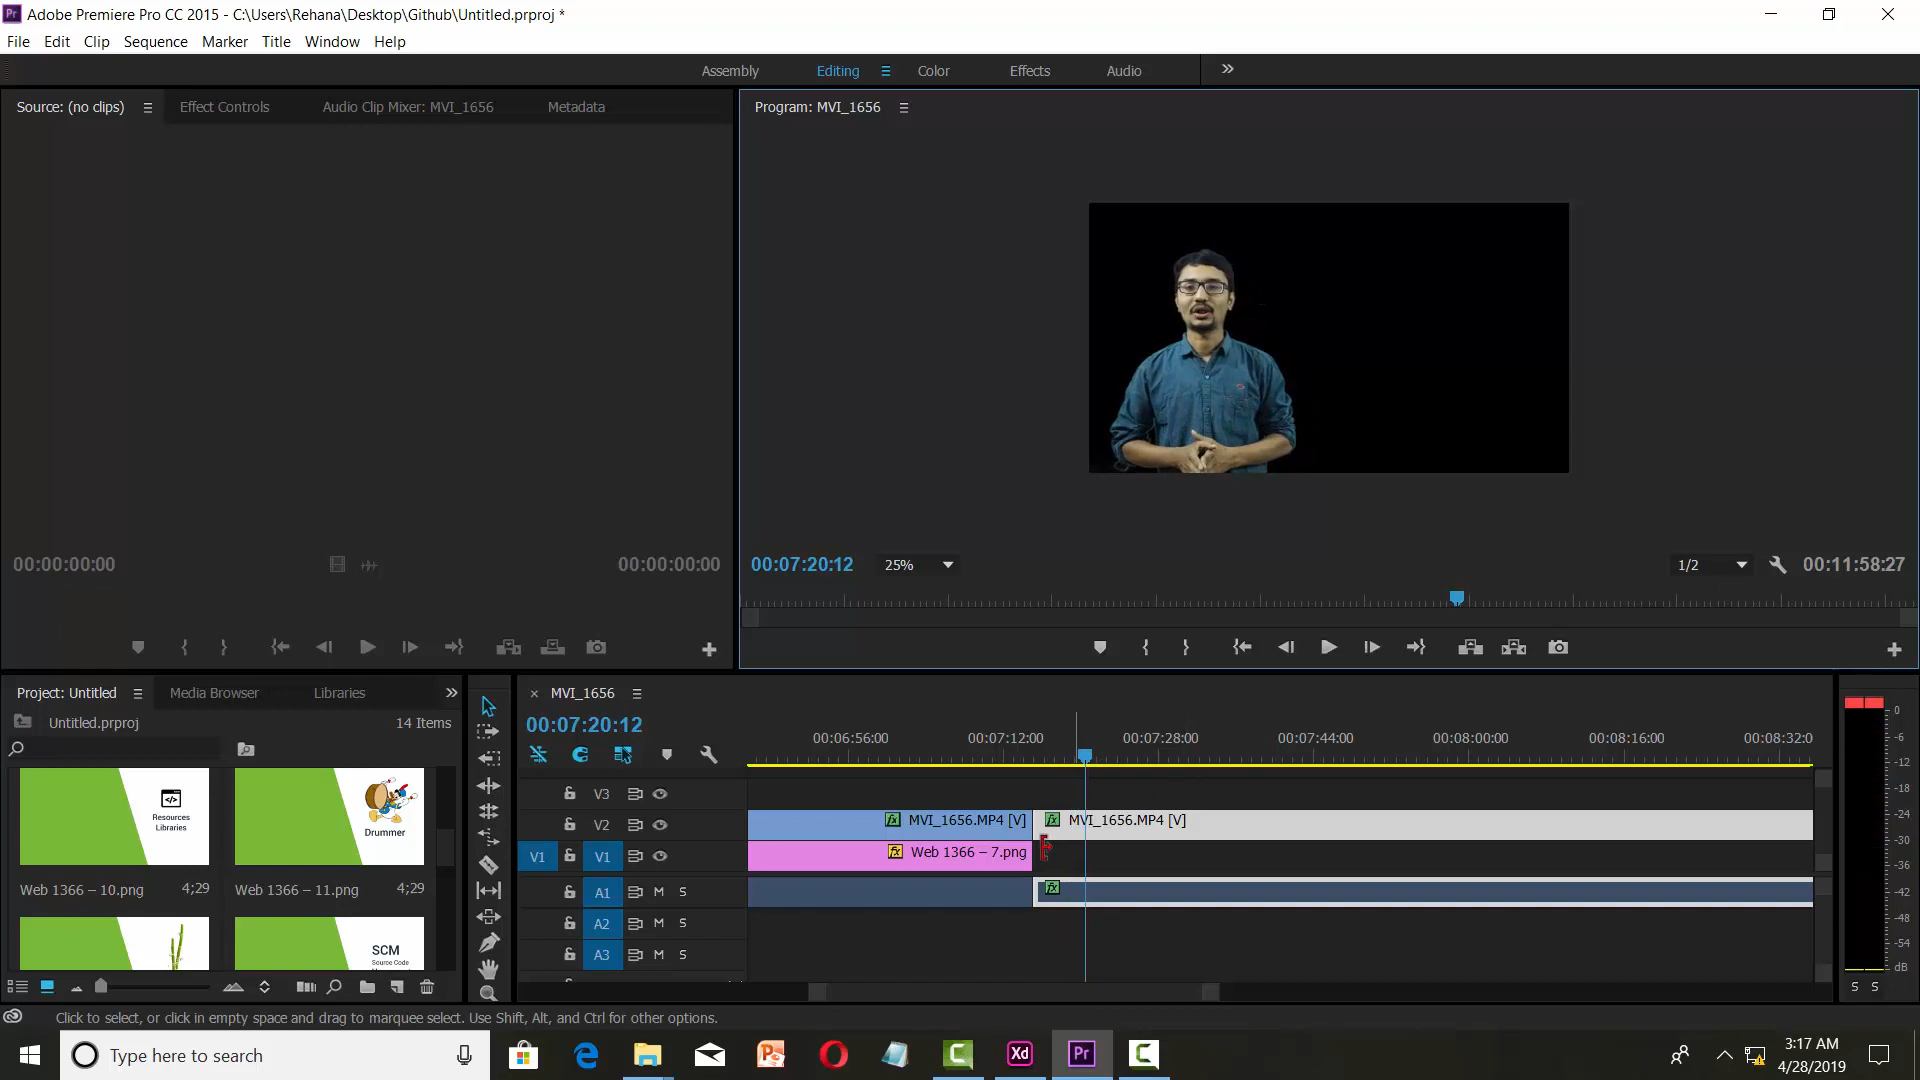 Adobe Premiere Pro CC 2015 - C:\Users\Rehana\Desktop\Github\Untitled.prproj *
File Edit Clip Sequence Marker Title Window Help
Assembly Editing Color Effects Audio
Source: (no clips) Effect Controls Audio Clip Mixer: MVI_1656 Metadata
Program: MVI_1656
00:00:00:00 00:00:00:00
00:07:20:12 25% 1/2 00:11:58:27
Project: Untitled Media Browser Libraries
Untitled.prproj 14 Items
Resources
Libraries
Drummer
Web 1366 – 10.png 4;29
Web 1366 – 11.png 4;29
SCM
Source Code
MVI_1656
00:07:20:12
00:06:56:00 00:07:12:00 00:07:28:00 00:07:44:00 00:08:00:00 00:08:16:00 00:08:32:0
V3
V2 fx MVI_1656.MP4 [V] fx MVI_1656.MP4 [V]
V1 V1 fx Web 1366 – 7.png
A1 M S fx
A2 M S
A3 M S
0
-6
-12
-18
-24
-30
-36
-42
-48
-54
dB
S S
Click to select, or click in empty space and drag to marquee select. Use Shift, Alt, and Ctrl for other options.
Type here to search
Xd
Pr
3:17 AM
4/28/2019